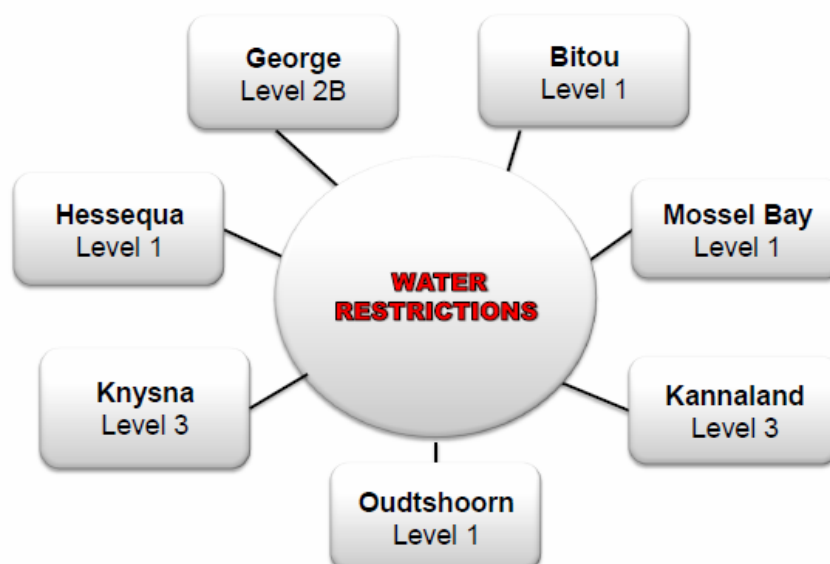 George
Level 2B
Bitou
Level 1
Hessequa
Level 1
Mossel Bay
Level 1
WATER
RESTRICTIONS
Knysna
Level 3
Kannaland
Level 3
Oudtshoorn
Level 1